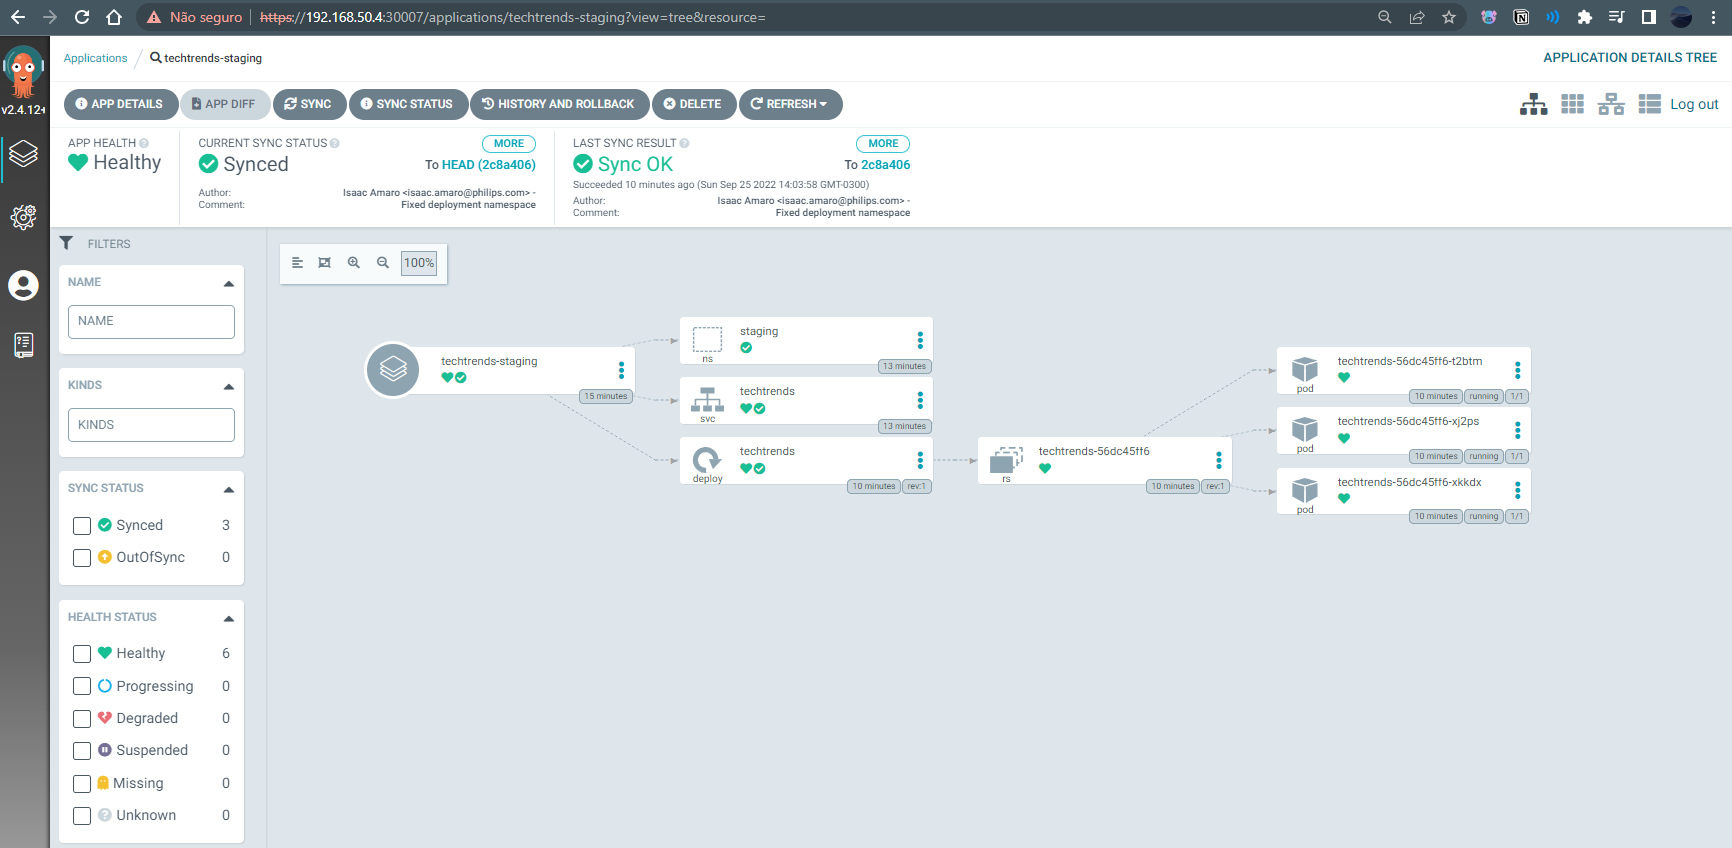 Não seguro
https://192.168.50.4:30007/applications/techtrends-staging?view=tree&resource=
v2.4.12+
Applications
techtrends-staging
APPLICATION DETAILS TREE
APP DETAILS
APP DIFF
SYNC
SYNC STATUS
HISTORY AND ROLLBACK
DELETE
REFRESH
Log out
APP HEALTH
Healthy
CURRENT SYNC STATUS
MORE
Synced
To HEAD (2c8a406)
Author: Isaac Amaro <isaac.amaro@philips.com> -
Comment: Fixed deployment namespace
LAST SYNC RESULT
MORE
Sync OK
To 2c8a406
Succeeded 10 minutes ago (Sun Sep 25 2022 14:03:58 GMT-0300)
Author: Isaac Amaro <isaac.amaro@philips.com> -
Comment: Fixed deployment namespace
FILTERS
NAME
NAME
KINDS
KINDS
SYNC STATUS
Synced 3
OutOfSync 0
HEALTH STATUS
Healthy 6
Progressing 0
Degraded 0
Suspended 0
Missing 0
Unknown 0
100%
techtrends-staging
15 minutes
staging
ns
13 minutes
techtrends
svc
13 minutes
techtrends
deploy
10 minutes rev:1
techtrends-56dc45ff6
rs
10 minutes rev:1
techtrends-56dc45ff6-t2btm
pod
10 minutes running 1/1
techtrends-56dc45ff6-xj2ps
pod
10 minutes running 1/1
techtrends-56dc45ff6-xkkdx
pod
10 minutes running 1/1